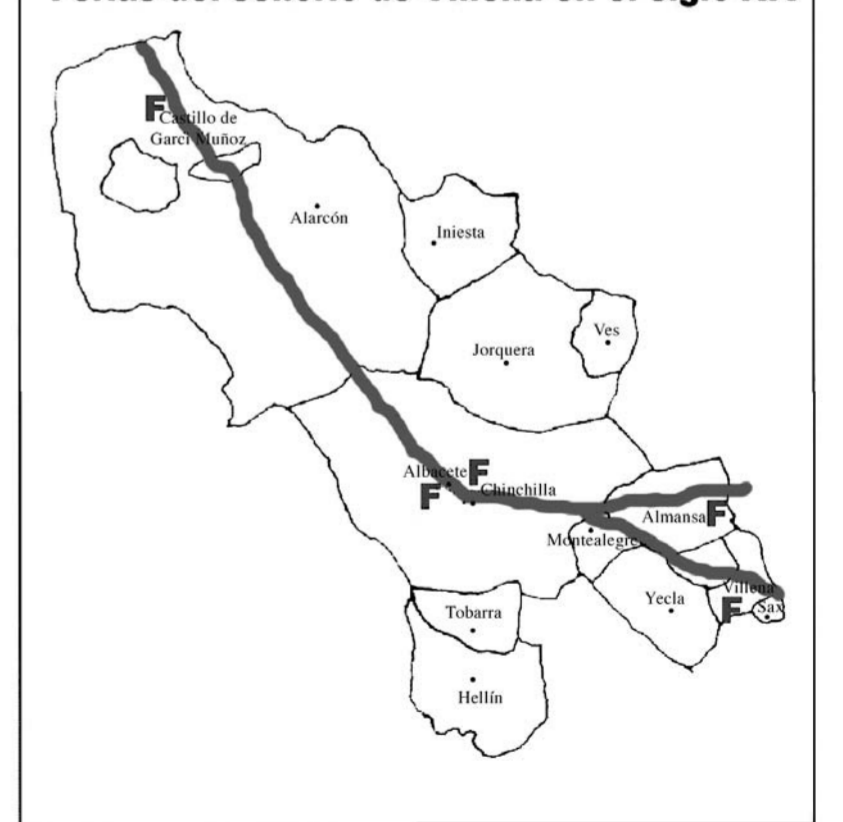 F
Castillo de
Garci Muñoz
Alarcón
Iniesta
Ves
Jorquera
Albacete F
F Chinchilla
Almansa F
Montealegre
Villena
Yecla
F Sax
Tobarra
Hellín